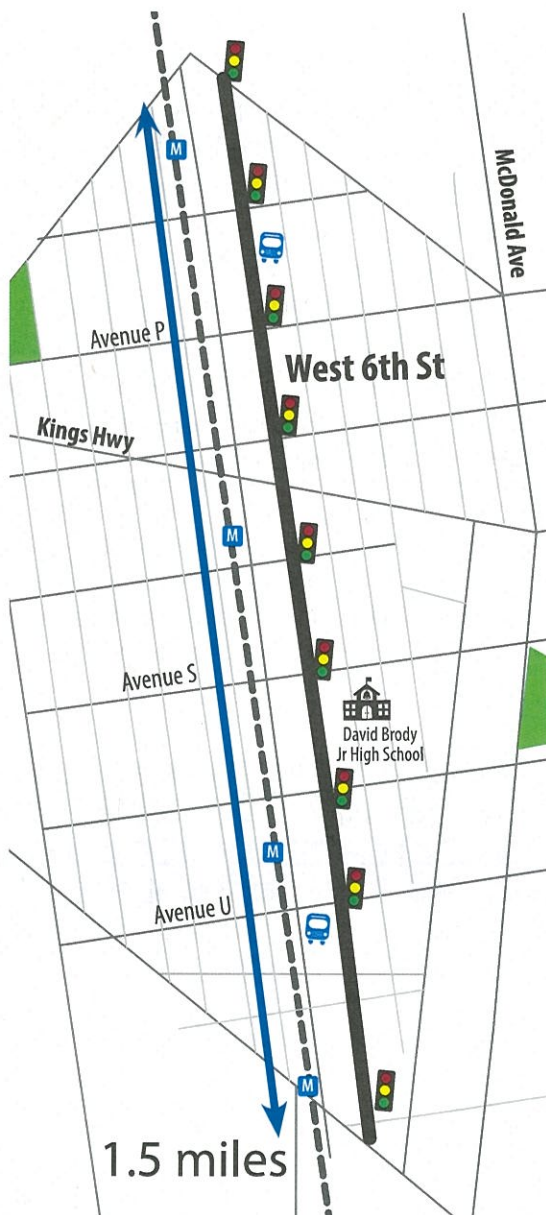 M
McDonald Ave
Avenue P
West 6th St
Kings Hwy
M
Avenue S
David Brody
Jr High School
M
Avenue U
M
1.5 miles